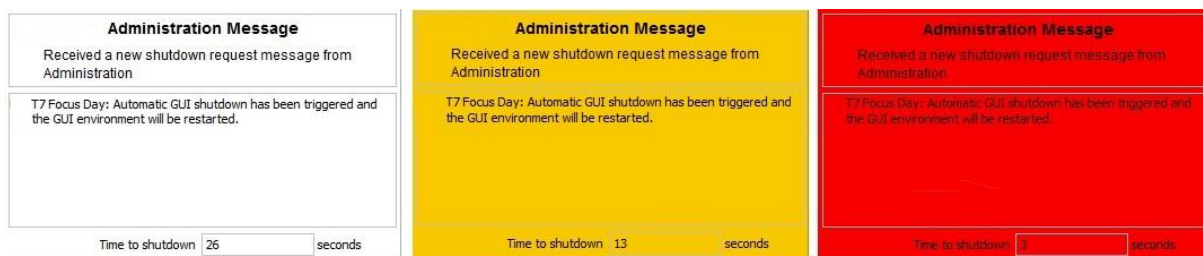 Administration Message
Received a new shutdown request message from
Administration
T7 Focus Day: Automatic GUI shutdown has been triggered and
the GUI environment will be restarted.
Time to shutdown 26 seconds
Administration Message
Received a new shutdown request message from
Administration
T7 Focus Day: Automatic GUI shutdown has been triggered and
the GUI environment will be restarted.
Time to shutdown 13 seconds
Administration Message
Received a new shutdown request message from
Administration
T7 Focus Day: Automatic GUI shutdown has been triggered and
the GUI environment will be restarted.
Time to shutdown 3 seconds